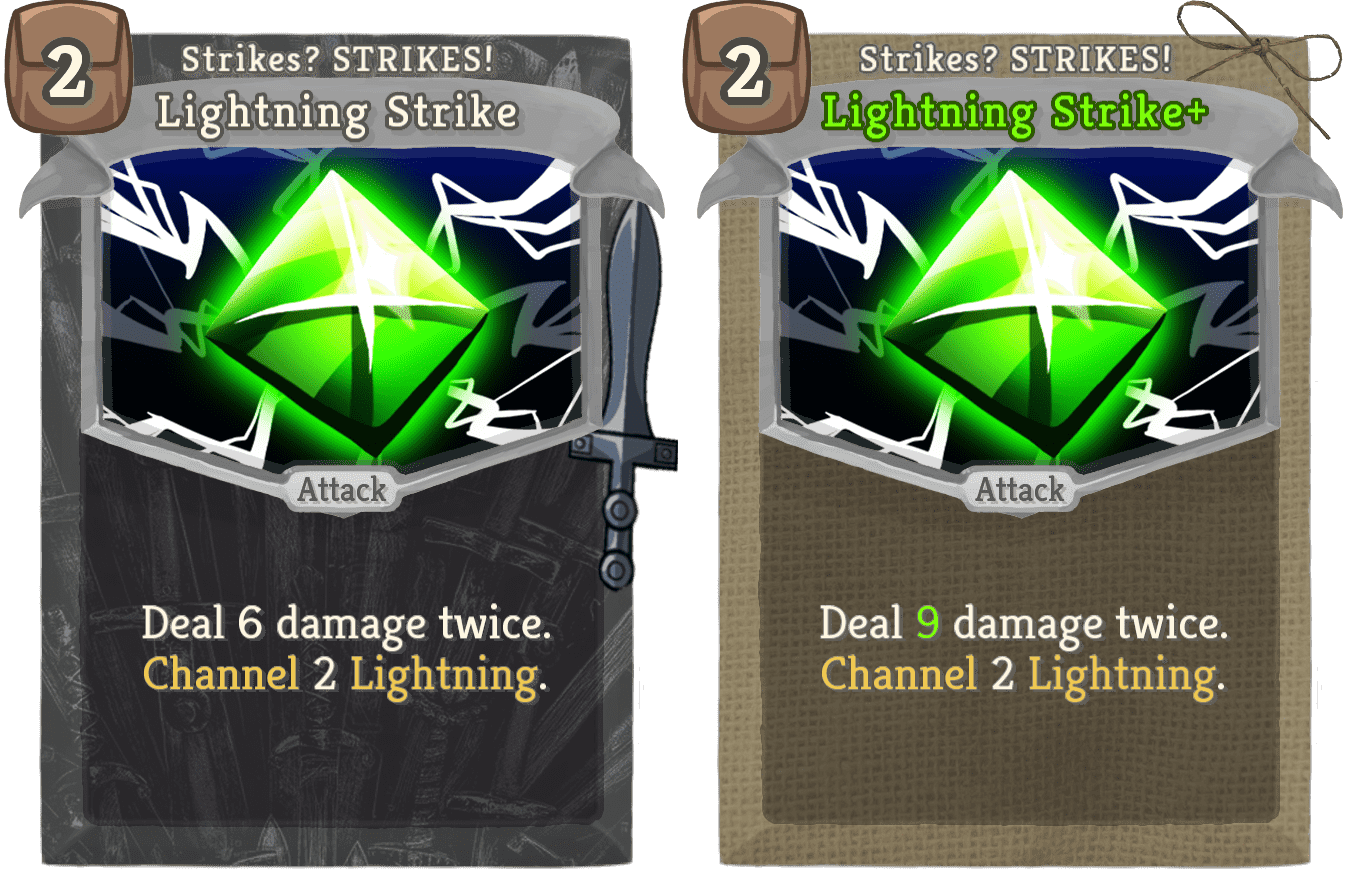 2
Strikes? STRIKES!
Lightning Strike
Attack
Deal 6 damage twice.
Channel 2 Lightning.
2
Strikes? STRIKES!
Lightning Strike+
Attack
Deal 9 damage twice.
Channel 2 Lightning.